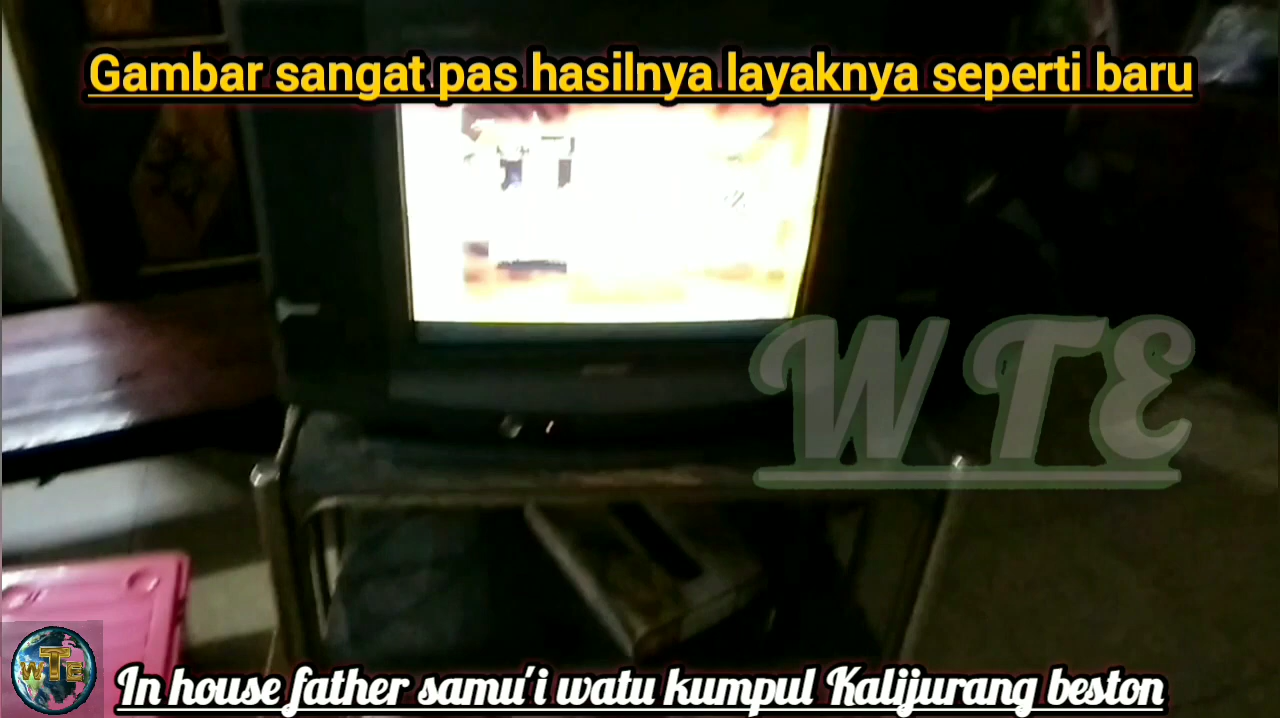 Gambar sangat pas hasilnya layaknya seperti baru
WTE
WTE
In house father samu'i watu kumpul Kalijurang beston